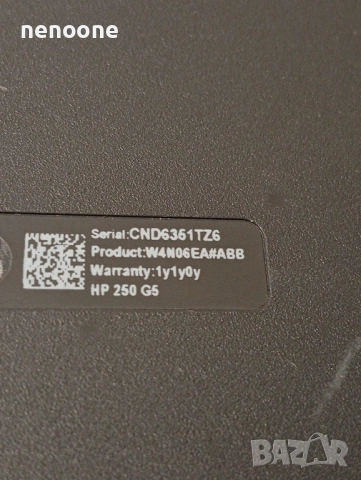 nenoone
Serial:CND6351TZ6
Product:W4N06EA#ABB
Warranty:1y1y0y
HP 250 G5
BAZAR